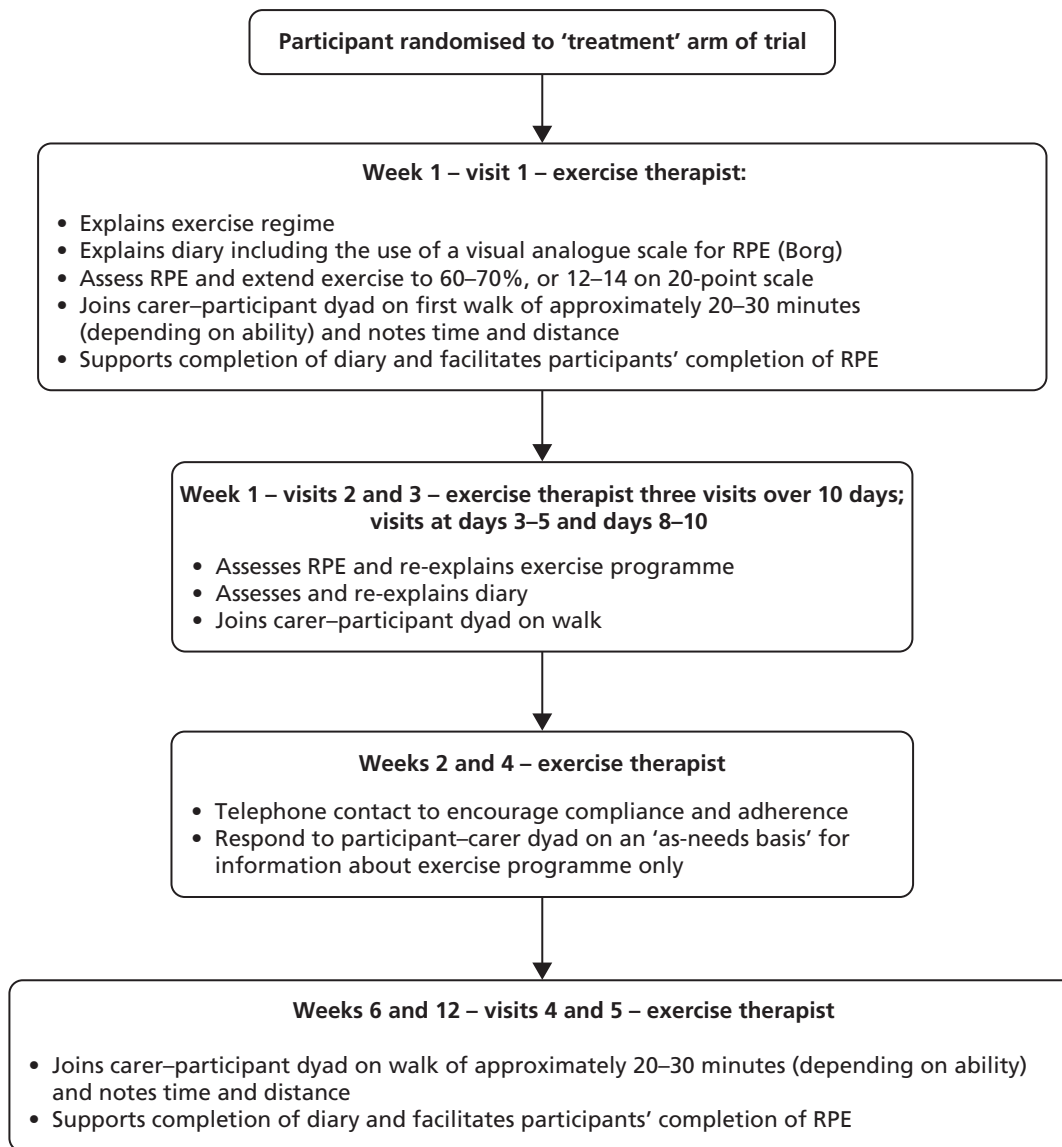 Participant randomised to ‘treatment’ arm of trial
Week 1 – visit 1 – exercise therapist:
• Explains exercise regime
• Explains diary including the use of a visual analogue scale for RPE (Borg)
• Assess RPE and extend exercise to 60–70%, or 12–14 on 20-point scale
• Joins carer–participant dyad on first walk of approximately 20–30 minutes
(depending on ability) and notes time and distance
• Supports completion of diary and facilitates participants’ completion of RPE
Week 1 – visits 2 and 3 – exercise therapist three visits over 10 days;
visits at days 3–5 and days 8–10
• Assesses RPE and re-explains exercise programme
• Assesses and re-explains diary
• Joins carer–participant dyad on walk
Weeks 2 and 4 – exercise therapist
• Telephone contact to encourage compliance and adherence
• Respond to participant–carer dyad on an ‘as-needs basis’ for
information about exercise programme only
Weeks 6 and 12 – visits 4 and 5 – exercise therapist
• Joins carer–participant dyad on walk of approximately 20–30 minutes (depending on ability)
and notes time and distance
• Supports completion of diary and facilitates participants’ completion of RPE